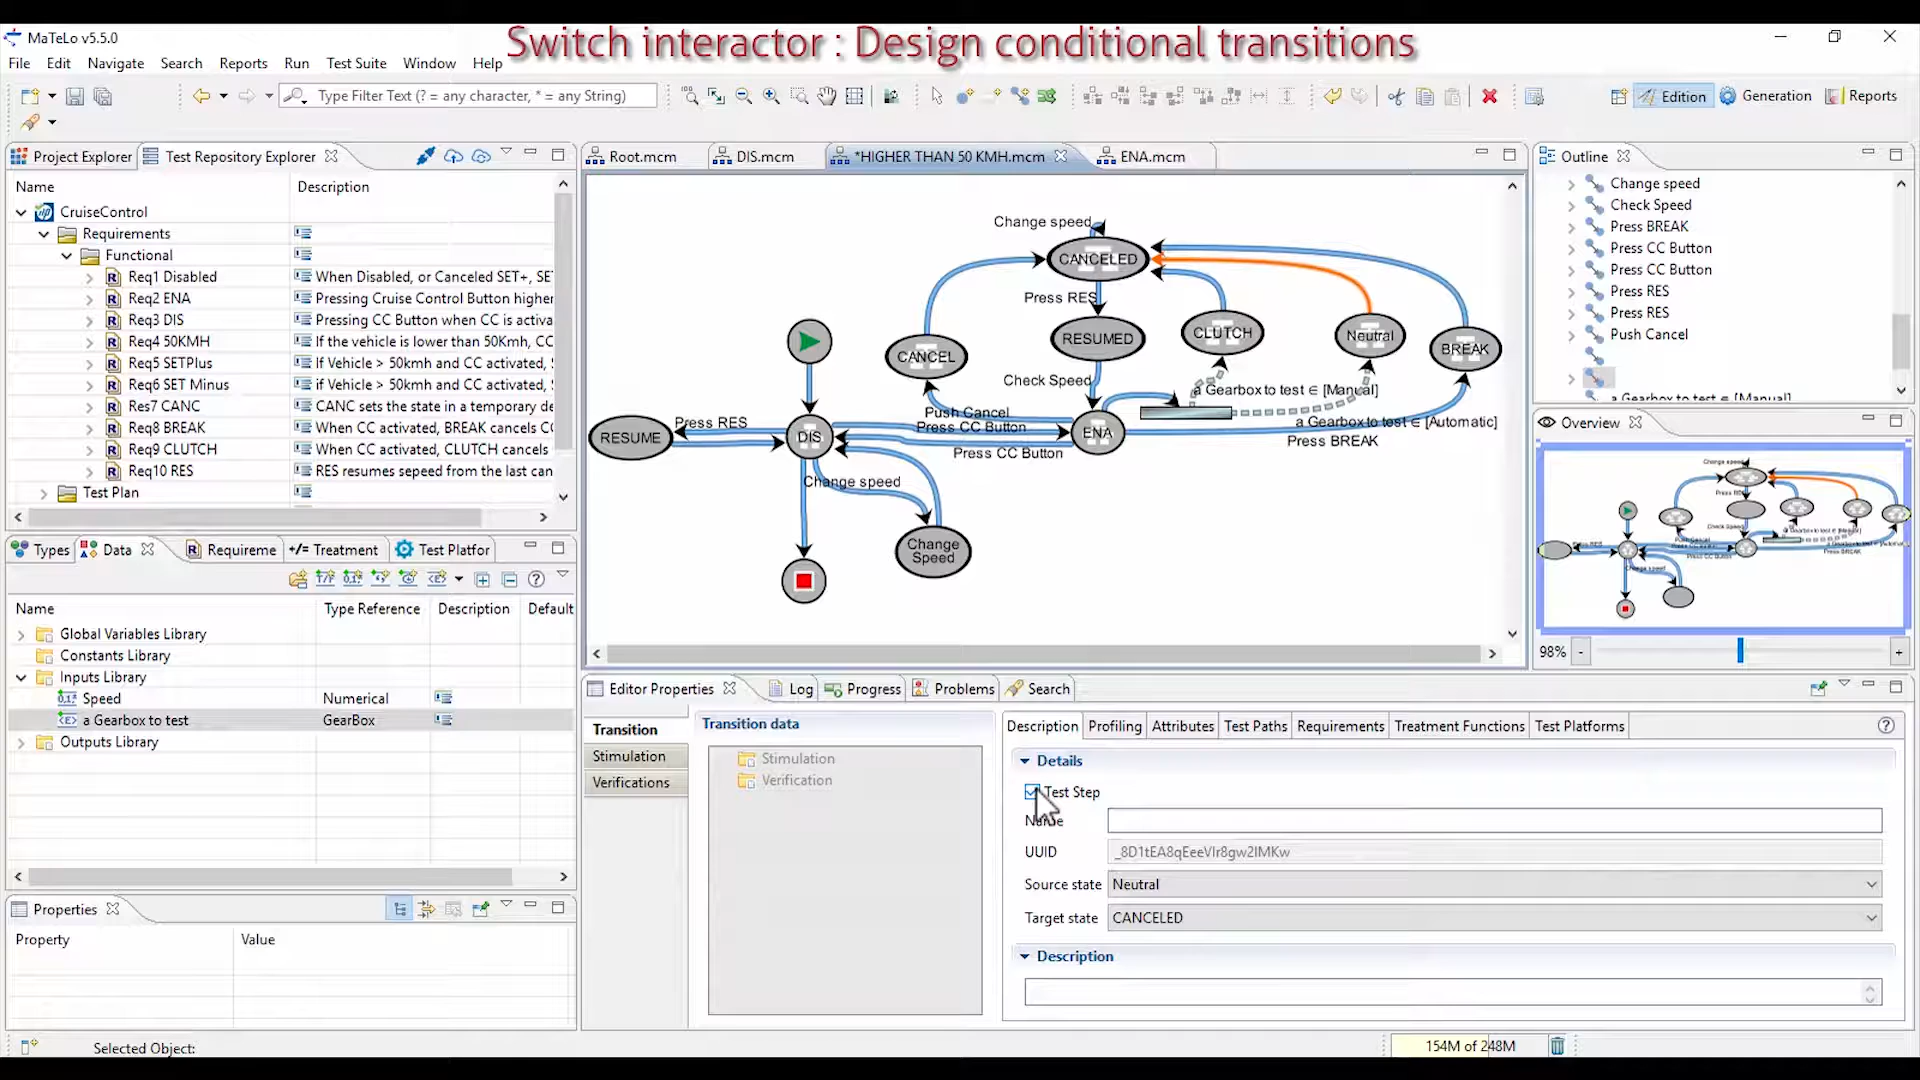 Switch interactor : Design conditional transitions
MaTeLo v5.5.0
File Edit Navigate Search Reports Run Test Suite Window Help
Type Filter Text (? = any character, * = any String)
Edition Generation Reports
Project Explorer Test Repository Explorer
Name Description
CruiseControl
Requirements
Functional
Req1 Disabled When Disabled, or Canceled SET+, SE
Req2 ENA Pressing Cruise Control Button higher
Req3 DIS Pressing CC Button when CC is activa
Req4 50KMH If the vehicle is lower than 50Kmh, CC
Req5 SETPlus If Vehicle > 50kmh and CC activated,
Req6 SET Minus if Vehicle > 50kmh and CC activated,
Res7 CANC CANC sets the state in a temporary de
Req8 BREAK When CC activated, BREAK cancels CC
Req9 CLUTCH When CC activated, CLUTCH cancels
Req10 RES RES resumes sepeed from the last can
Test Plan
Root.mcm DIS.mcm *HIGHER THAN 50 KMH.mcm ENA.mcm
Change speed
CANCELED
Press RES
RESUMED
CLUTCH
Neutral
BREAK
CANCEL
Check Speed
a Gearbox to test ∈ [Manual]
Push Cancel
Press CC Button
a Gearbox to test ∈ [Automatic]
Press BREAK
Press RES
RESUME
DIS
ENA
Press CC Button
Change speed
Change
Speed
Outline
Change speed
Check Speed
Press BREAK
Press CC Button
Press CC Button
Press RES
Press RES
Push Cancel
a Gearbox to test ∈ [Manual]
Overview
98%
Types Data Requireme +/= Treatment Test Platfor
Name Type Reference Description Default
Global Variables Library
Constants Library
Inputs Library
Speed Numerical
a Gearbox to test GearBox
Outputs Library
Properties
Property Value
Editor Properties Log Progress Problems Search
Transition
Stimulation
Verifications
Transition data
Stimulation
Verification
Description Profiling Attributes Test Paths Requirements Treatment Functions Test Platforms
Details
Test Step
Name
UUID
Source state Neutral
Target state CANCELED
Description
Selected Object:
154M of 248M